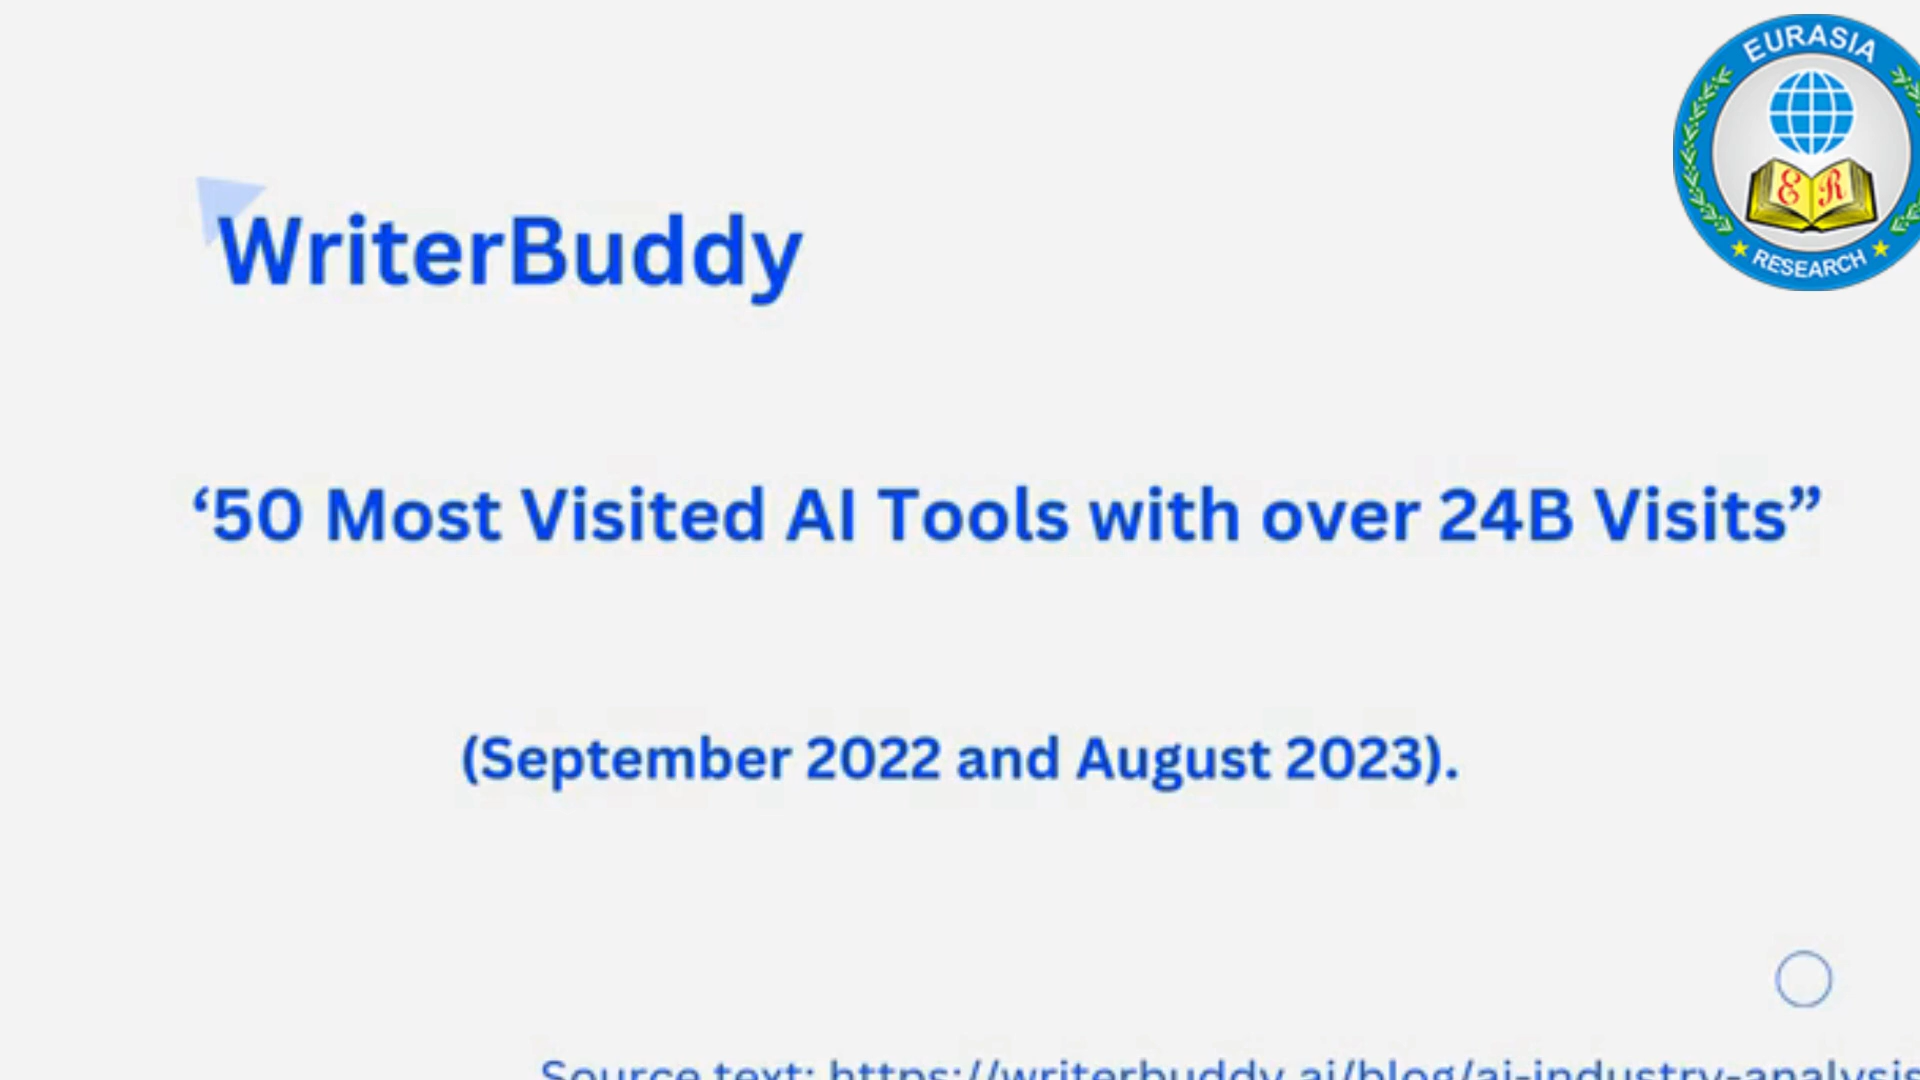 EURASIA
E R
RESEARCH
WriterBuddy
‘50 Most Visited AI Tools with over 24B Visits”
(September 2022 and August 2023).
Source text: https://writerbuddy.ai/blog/ai-industry-analysis